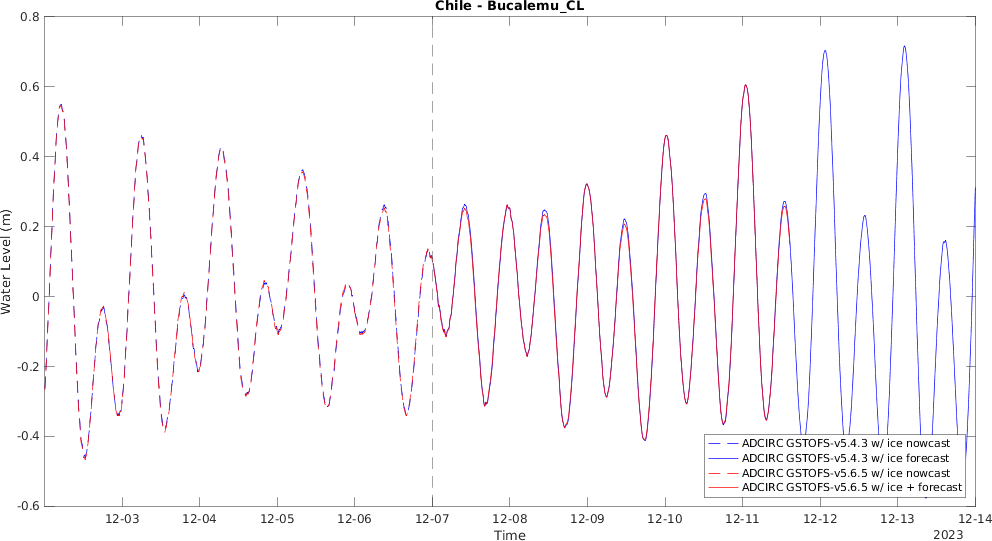 Chile - Bucalemu_CL
0.8
0.6
0.4
0.2
0
-0.2
-0.4
-0.6
Water Level (m)
ADCIRC GSTOFS-v5.4.3 w/ ice nowcast
ADCIRC GSTOFS-v5.4.3 w/ ice forecast
ADCIRC GSTOFS-v5.6.5 w/ ice nowcast
ADCIRC GSTOFS-v5.6.5 w/ ice + forecast
12-03 12-04 12-05 12-06 12-07 12-08 12-09 12-10 12-11 12-12 12-13 12-14
Time
2023